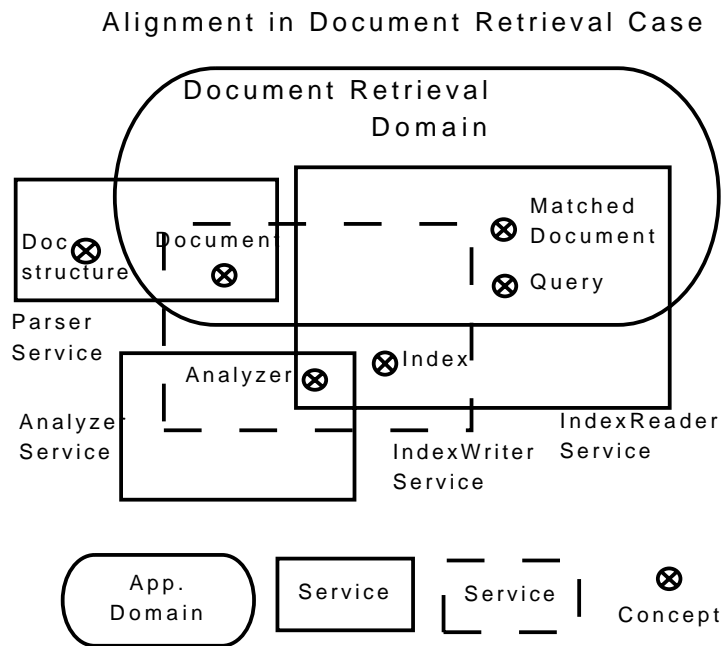 Alignment in Document Retrieval Case
Document Retrieval
Domain
Matched
Document
Doc
structure
Document
Query
Parser
Service
Analyzer
Index
Analyzer
Service
IndexWriter
Service
IndexReader
Service
App.
Domain
Service
Service
Concept